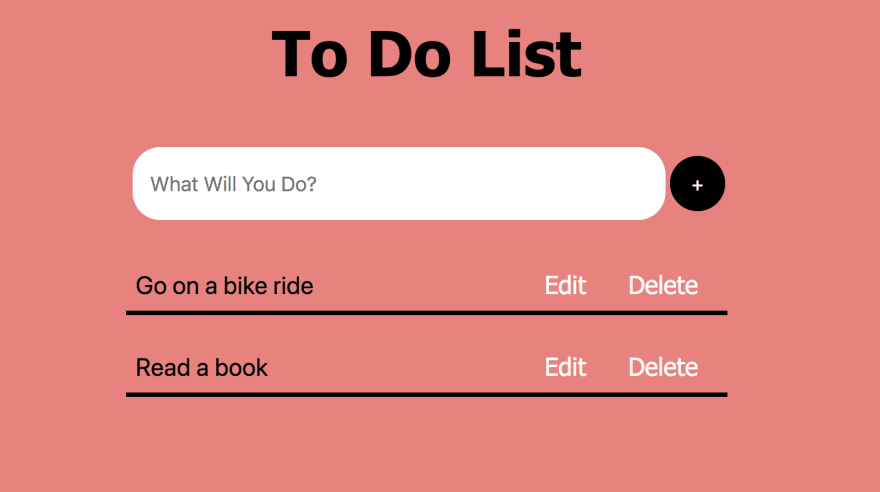 To Do List
What Will You Do? +
Go on a bike ride Edit Delete
Read a book Edit Delete